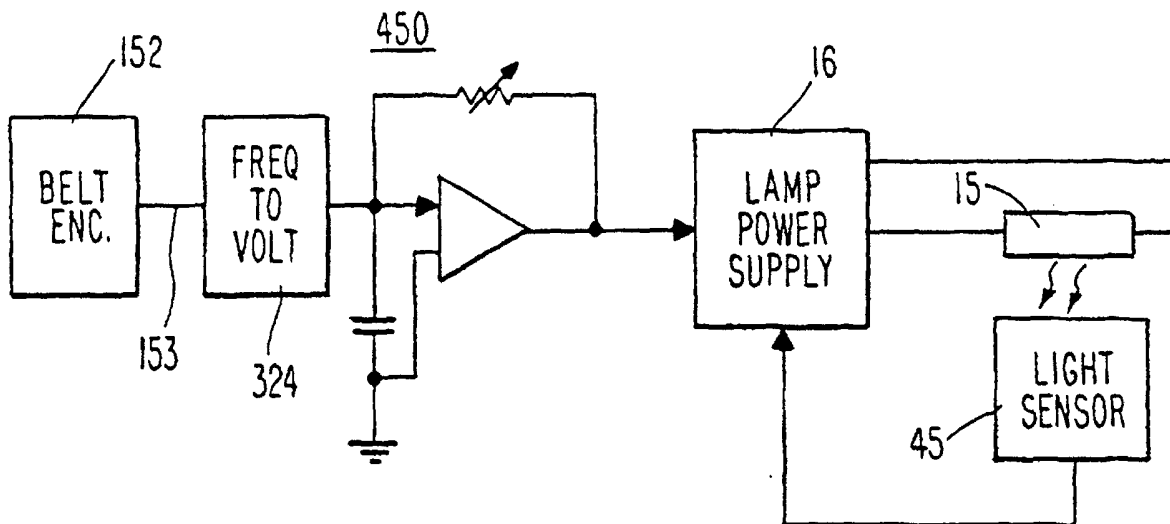 450
152
BELT
ENC.
153
FREQ
TO
VOLT
324
16
LAMP
POWER
SUPPLY
15
LIGHT
SENSOR
45